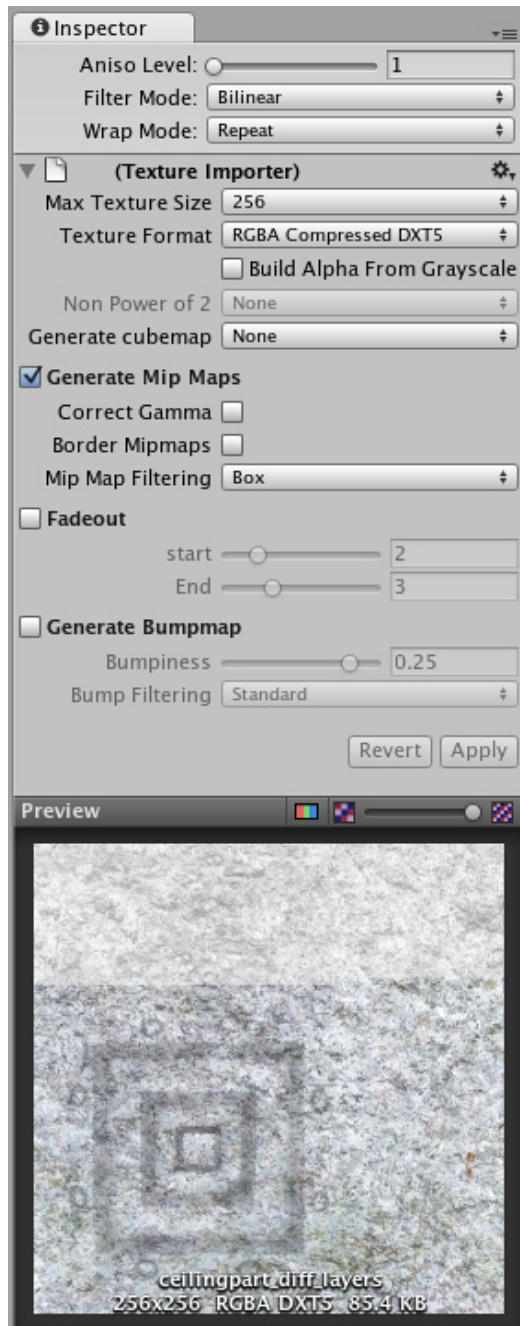 Inspector
Aniso Level: 1
Filter Mode: Bilinear
Wrap Mode: Repeat
(Texture Importer)
Max Texture Size 256
Texture Format RGBA Compressed DXT5
Build Alpha From Grayscale
Non Power of 2 None
Generate cubemap None
Generate Mip Maps
Correct Gamma
Border Mipmaps
Mip Map Filtering Box
Fadeout
start 2
End 3
Generate Bumpmap
Bumpiness 0.25
Bump Filtering Standard
Revert Apply
Preview
ceilingpart_diff_layers
256x256 RGBA DXT5 85.4 KB